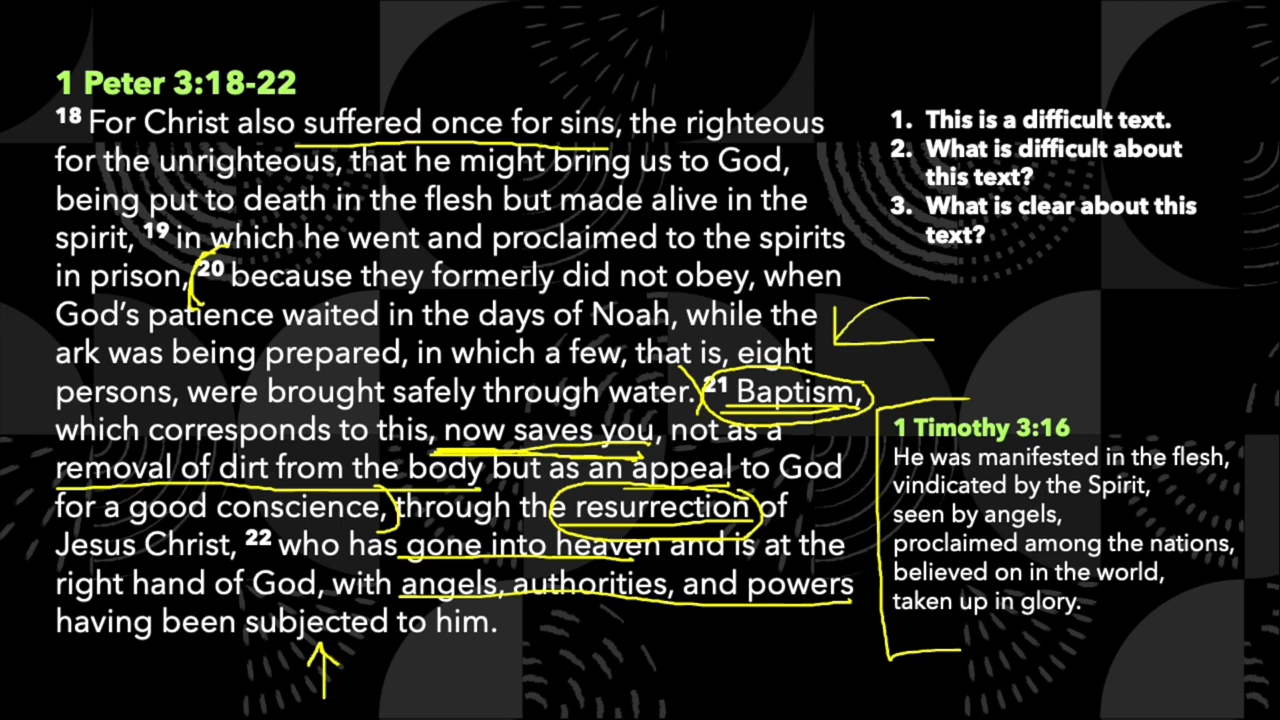 1 Peter 3:18-22
18 For Christ also suffered once for sins, the righteous
for the unrighteous, that he might bring us to God,
being put to death in the flesh but made alive in the
spirit, 19 in which he went and proclaimed to the spirits
in prison, 20 because they formerly did not obey, when
God's patience waited in the days of Noah, while the
ark was being prepared, in which a few, that is, eight
persons, were brought safely through water. 21 Baptism,
which corresponds to this, now saves you, not as a
removal of dirt from the body but as an appeal to God
for a good conscience, through the resurrection of
Jesus Christ, 22 who has gone into heaven and is at the
right hand of God, with angels, authorities, and powers
having been subjected to him.
1. This is a difficult text.
2. What is difficult about
this text?
3. What is clear about this
text?
1 Timothy 3:16
He was manifested in the flesh,
vindicated by the Spirit,
seen by angels,
proclaimed among the nations,
believed on in the world,
taken up in glory.